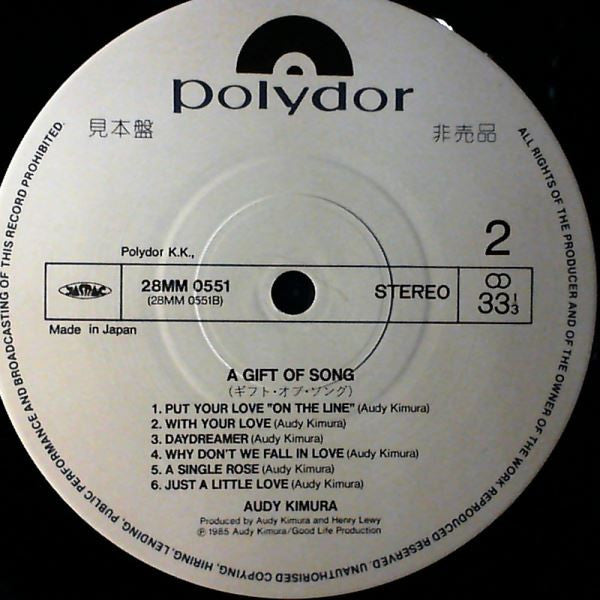 polydor
見本盤
非売品
2
Polydor K.K.,
JASRAC
28MM 0551
(28MM 0551B)
STEREO
33 1/3
Made in Japan
A GIFT OF SONG
(ギフト・オブ・ソング)
1. PUT YOUR LOVE "ON THE LINE" (Audy Kimura)
2. WITH YOUR LOVE (Audy Kimura)
3. DAYDREAMER (Audy Kimura)
4. WHY DON'T WE FALL IN LOVE (Audy Kimura)
5. A SINGLE ROSE (Audy Kimura)
6. JUST A LITTLE LOVE (Audy Kimura)
AUDY KIMURA
Produced by Audy Kimura and Henry Lewy
℗ 1985 Audy Kimura/Good Life Production
ALL RIGHTS OF THE PRODUCER AND OF THE OWNER OF THE WORK REPRODUCED RESERVED. UNAUTHORISED COPYING, HIRING, LENDING, PUBLIC PERFORMANCE AND BROADCASTING OF THIS RECORD PROHIBITED.